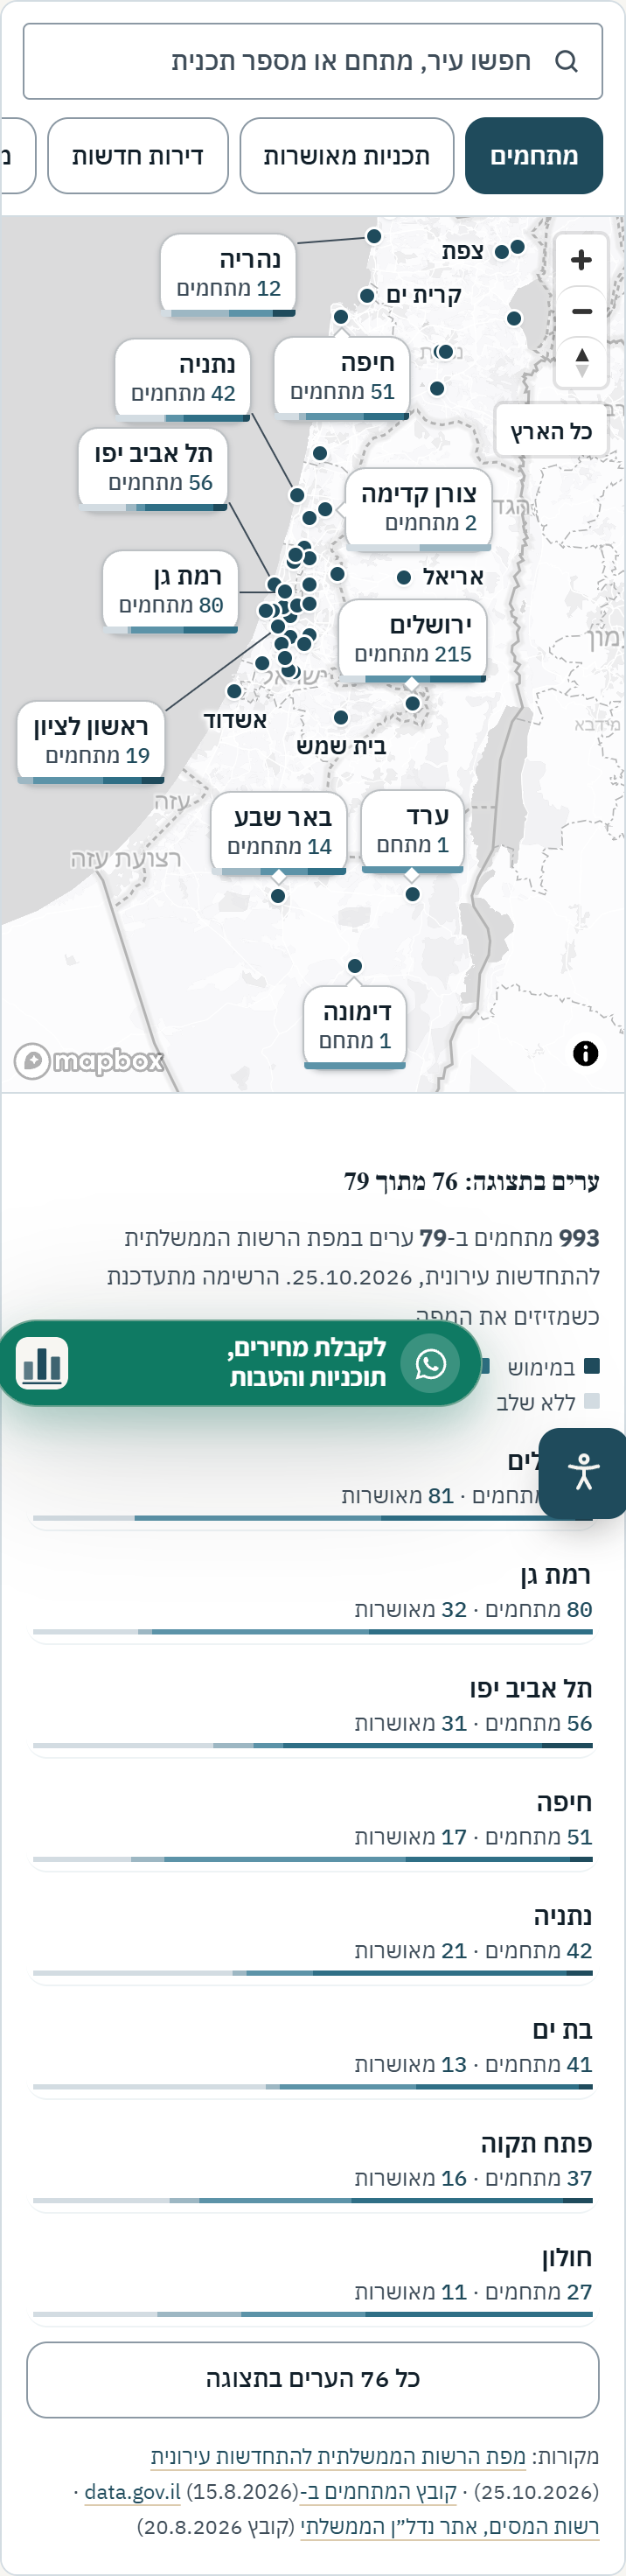 חפשו עיר, מתחם או מספר תכנית
מתחמים
תכניות מאושרות
דירות חדשות
צפת
נהריה
12 מתחמים
קרית ים
חיפה
51 מתחמים
נתניה
42 מתחמים
כל הארץ
תל אביב יפו
56 מתחמים
צורן קדימה
2 מתחמים
אריאל
רמת גן
80 מתחמים
ירושלים
215 מתחמים
מידבא
אשדוד
ראשון לציון
19 מתחמים
בית שמש
עזה
רצועת עזה
באר שבע
14 מתחמים
ערד
1 מתחם
דימונה
1 מתחם
mapbox
ערים בתצוגה: 76 מתוך 79
993 מתחמים ב-79 ערים במפת הרשות הממשלתית
להתחדשות עירונית, 25.10.2026. הרשימה מתעדכנת
כשמזיזים את המפה
לקבלת מחירים,
תוכניות והטבות
במימוש
ללא שלב
מתחמים · 81 מאושרות
רמת גן
80 מתחמים · 32 מאושרות
תל אביב יפו
56 מתחמים · 31 מאושרות
חיפה
51 מתחמים · 17 מאושרות
נתניה
42 מתחמים · 21 מאושרות
בת ים
41 מתחמים · 13 מאושרות
פתח תקוה
37 מתחמים · 16 מאושרות
חולון
27 מתחמים · 11 מאושרות
כל 76 הערים בתצוגה
מקורות: מפת הרשות הממשלתית להתחדשות עירונית
(25.10.2026) · קובץ המתחמים ב-data.gov.il (15.8.2026) ·
רשות המסים, אתר נדל״ן הממשלתי (קובץ 20.8.2026)